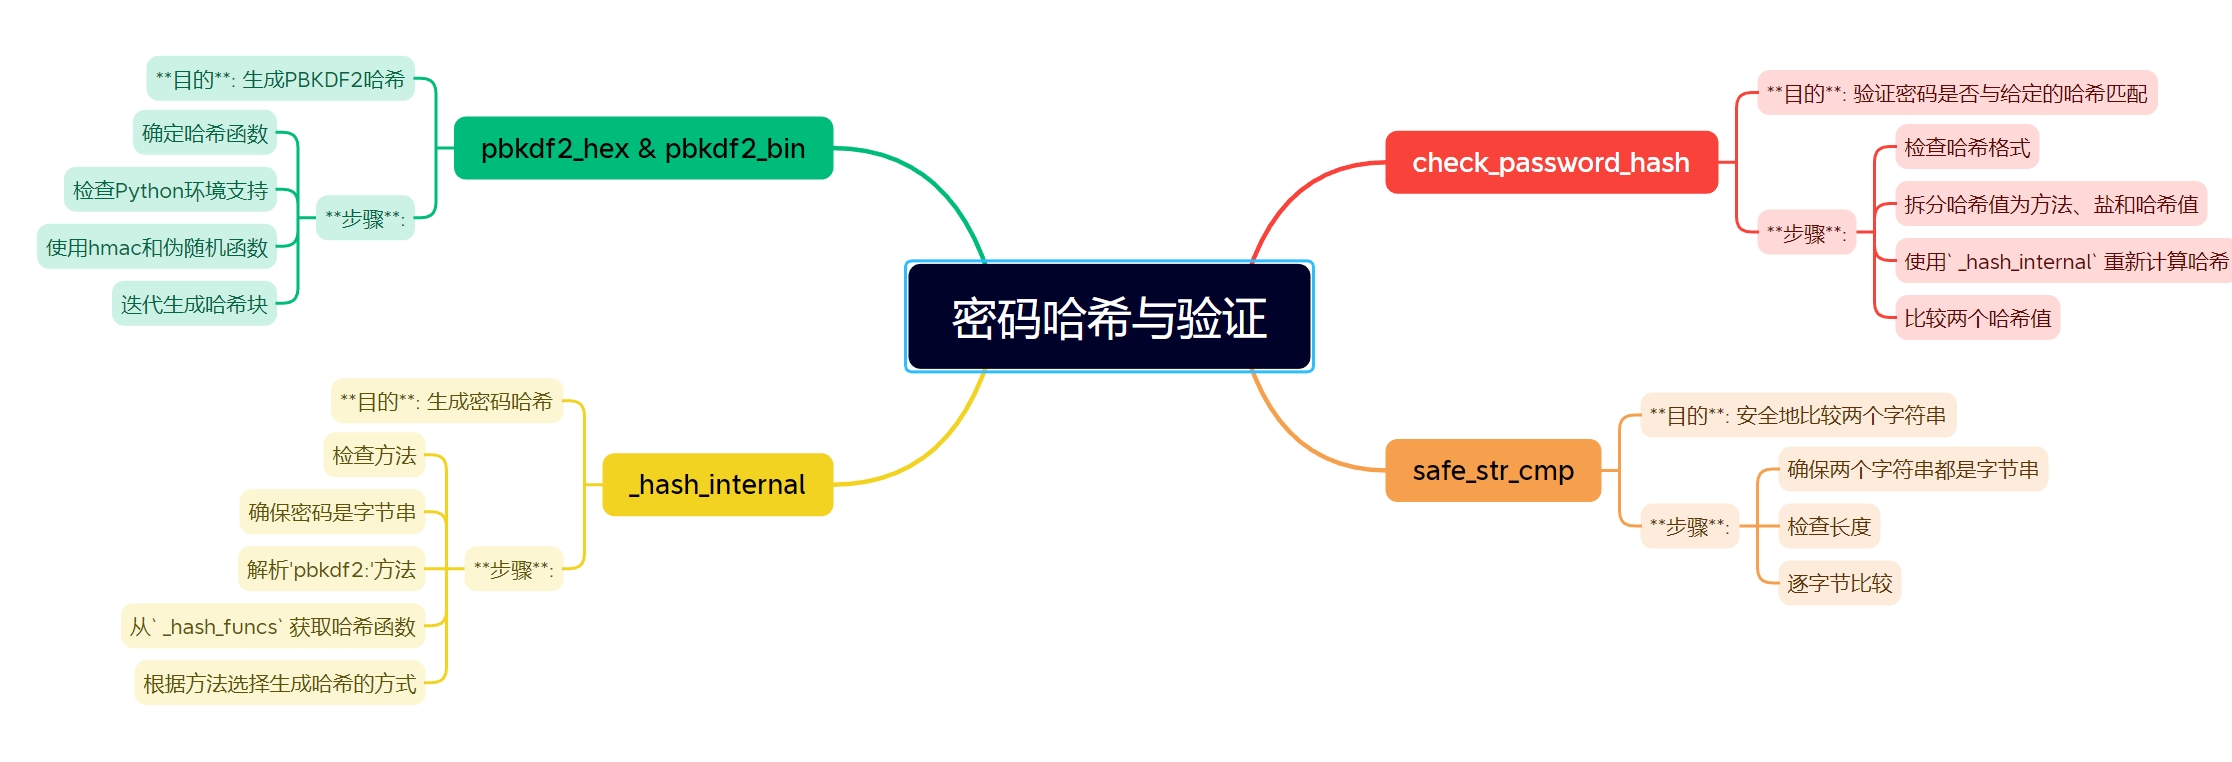 密码哈希与验证
check_password_hash
**目的**: 验证密码是否与给定的哈希匹配
**步骤**:
检查哈希格式
拆分哈希值为方法、盐和哈希值
使用` _hash_internal` 重新计算哈希
比较两个哈希值
safe_str_cmp
**目的**: 安全地比较两个字符串
**步骤**:
确保两个字符串都是字节串
检查长度
逐字节比较
pbkdf2_hex & pbkdf2_bin
**目的**: 生成PBKDF2哈希
**步骤**:
确定哈希函数
检查Python环境支持
使用hmac和伪随机函数
迭代生成哈希块
_hash_internal
**目的**: 生成密码哈希
**步骤**:
检查方法
确保密码是字节串
解析'pbkdf2:'方法
从` _hash_funcs` 获取哈希函数
根据方法选择生成哈希的方式